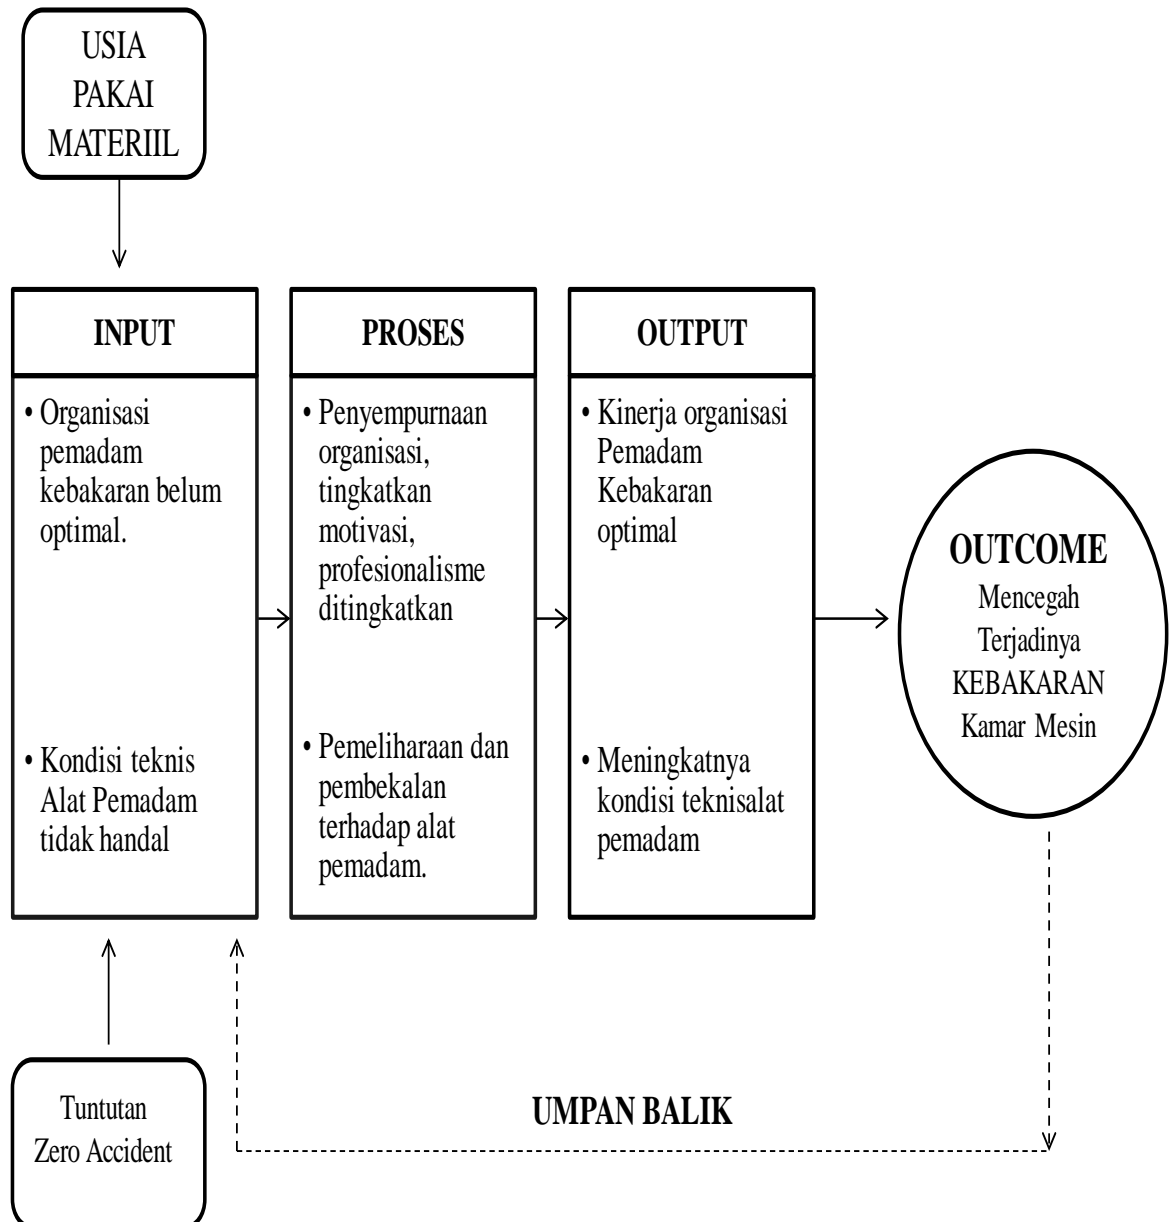 USIA
PAKAI
MATERIIL
INPUT
• Organisasi
pemadam
kebakaran belum
optimal.
• Kondisi teknis
Alat Pemadam
tidak handal
PROSES
• Penyempurnaan
organisasi,
tingkatkan
motivasi,
profesionalisme
ditingkatkan
• Pemeliharaan dan
pembekalan
terhadap alat
pemadam.
OUTPUT
• Kinerja organisasi
Pemadam
Kebakaran
optimal
• Meningkatnya
kondisi teknisalat
pemadam
OUTCOME
Mencegah
Terjadinya
KEBAKARAN
Kamar Mesin
Tuntutan
Zero Accident
UMPAN BALIK